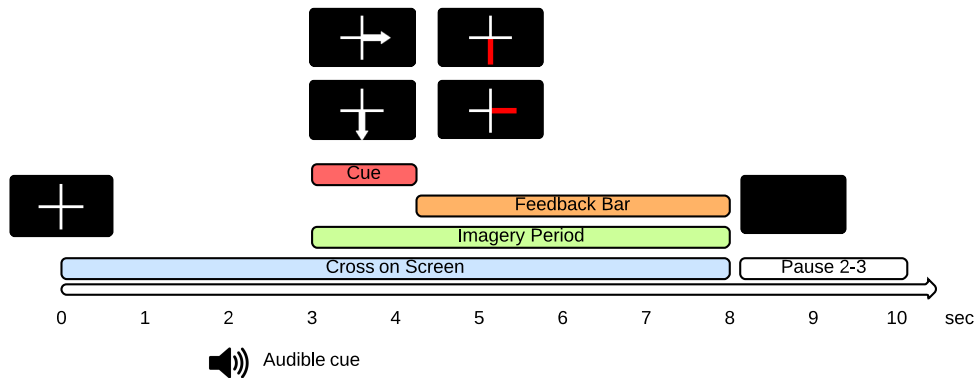 Cue
Feedback Bar
Imagery Period
Cross on Screen
Pause 2-3
0 1 2 3 4 5 6 7 8 9 10 sec
Audible cue